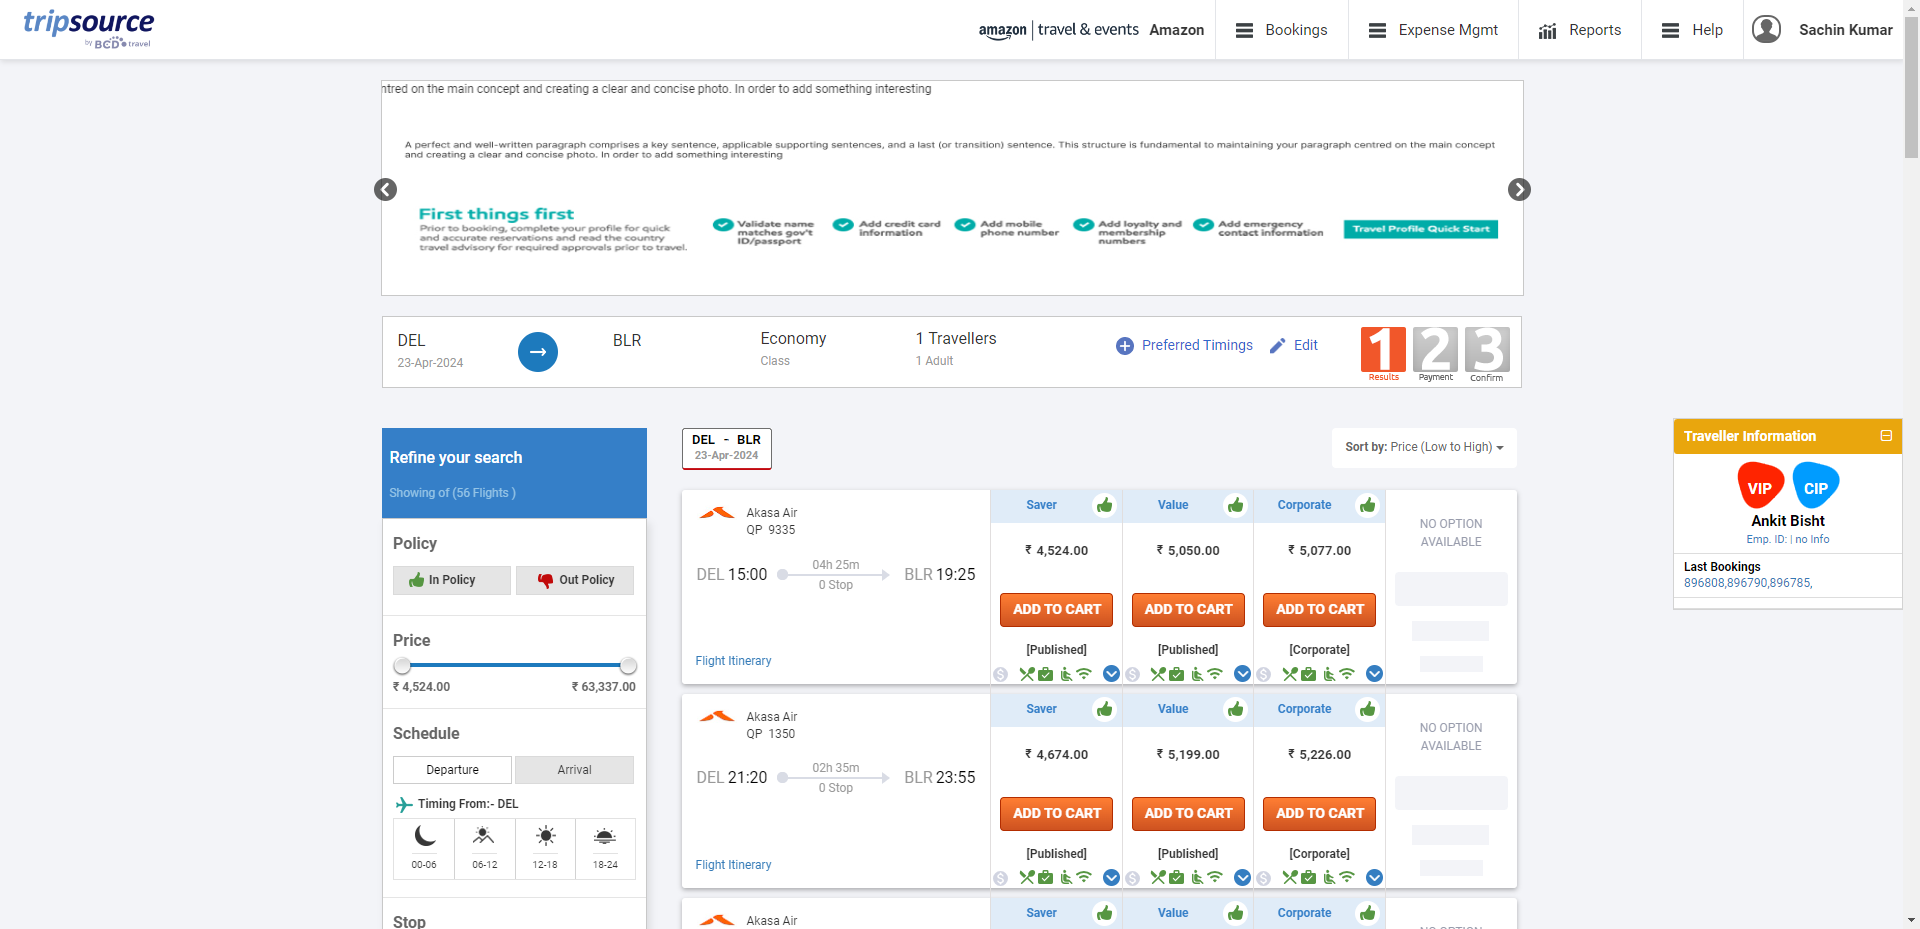 tripsource
by BCD travel
amazon | travel & events Amazon
Bookings
Expense Mgmt
Reports
Help
Sachin Kumar
ntred on the main concept and creating a clear and concise photo. In order to add something interesting
A perfect and well-written paragraph comprises a key sentence, applicable supporting sentences, and a last (or transition) sentence. This structure is fundamental to maintaining your paragraph centred on the main concept
and creating a clear and concise photo. In order to add something interesting
First things first
Prior to booking, complete your profile for quick
and accurate reservations and read the country
travel advisory for required approvals prior to travel.
Validate name
matches gov't
ID/passport
Add credit card
information
Add mobile
phone number
Add loyalty and
membership
numbers
Add emergency
contact information
Travel Profile Quick Start
DEL
23-Apr-2024
BLR
Economy
Class
1 Travellers
1 Adult
Preferred Timings
Edit
1 2 3
Results Payment Confirm
Refine your search
Showing of (56 Flights )
Policy
In Policy
Out Policy
Price
₹ 4,524.00
₹ 63,337.00
Schedule
Departure
Arrival
Timing From:- DEL
00-06
06-12
12-18
18-24
Stop
DEL - BLR
23-Apr-2024
Sort by: Price (Low to High)
Akasa Air
QP 9335
DEL 15:00
04h 25m
0 Stop
BLR 19:25
Flight Itinerary
Saver
₹ 4,524.00
ADD TO CART
[Published]
Value
₹ 5,050.00
ADD TO CART
[Published]
Corporate
₹ 5,077.00
ADD TO CART
[Corporate]
NO OPTION
AVAILABLE
Akasa Air
QP 1350
DEL 21:20
02h 35m
0 Stop
BLR 23:55
Flight Itinerary
Saver
₹ 4,674.00
ADD TO CART
[Published]
Value
₹ 5,199.00
ADD TO CART
[Published]
Corporate
₹ 5,226.00
ADD TO CART
[Corporate]
NO OPTION
AVAILABLE
Akasa Air
Saver
Value
Corporate
NO OPTION
Traveller Information
VIP
CIP
Ankit Bisht
Emp. ID: | no Info
Last Bookings
896808,896790,896785,